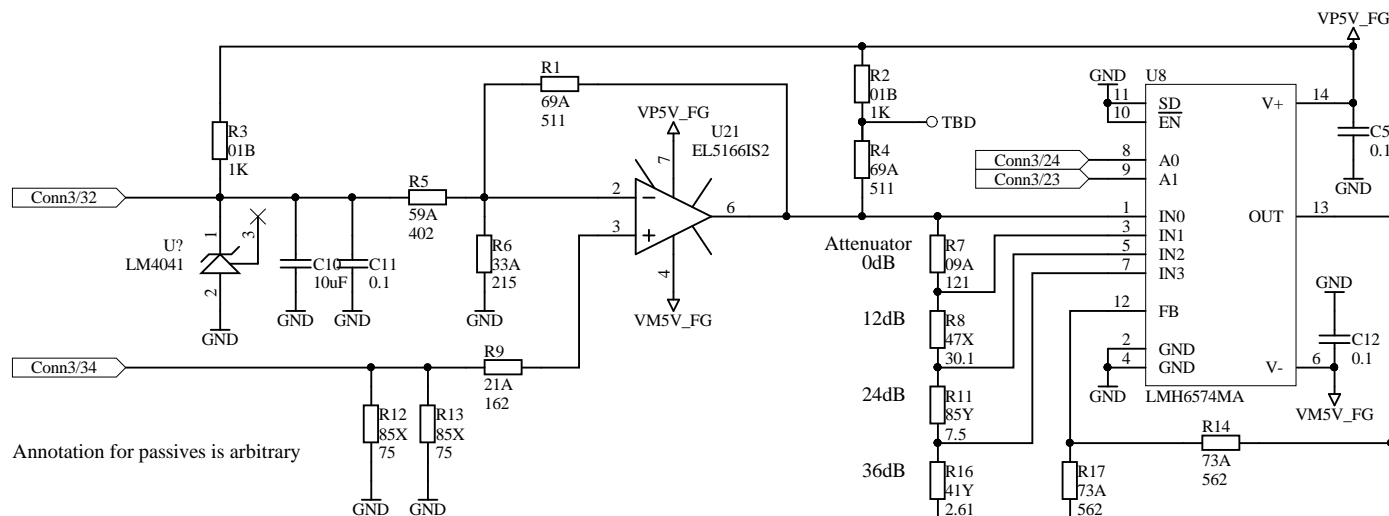 VP5V_FG
R1
69A
511
R2
01B
1K
TBD
GND
U8
11
SD
10
EN
V+
14
C5
0.1
GND
R3
01B
1K
VP5V_FG
7
U21
EL5166IS2
R4
69A
511
Conn3/24
8
A0
Conn3/23
9
A1
Conn3/32
R5
59A
402
2
3
6
4
VM5V_FG
1
IN0
3
IN1
5
IN2
7
IN3
OUT
13
1
3
2
U?
LM4041
GND
C10
10uF
GND
C11
0.1
GND
R6
33A
215
GND
Attenuator
0dB
R7
09A
121
12dB
R8
47X
30.1
12
FB
2
GND
4
GND
GND
GND
C12
0.1
V-
6
VM5V_FG
LMH6574MA
Conn3/34
R9
21A
162
R12
85X
75
GND
R13
85X
75
GND
24dB
R11
85Y
7.5
36dB
R16
41Y
2.61
R14
73A
562
R17
73A
562
Annotation for passives is arbitrary